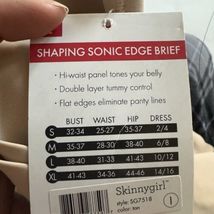 SHAPING SONIC EDGE BRIEF
• Hi-waist panel tones your belly
• Double layer tummy control
• Flat edges eliminate panty lines
BUST WAIST HIP DRESS
S 32-34 25-27 35-37 2/4
M 35-37 28-30 38-40 6/8
L 38-40 31-33 41-43 10/12
XL 41-43 34-36 44-46 14/16
Skinnygirl
style: SG7518
color: tan